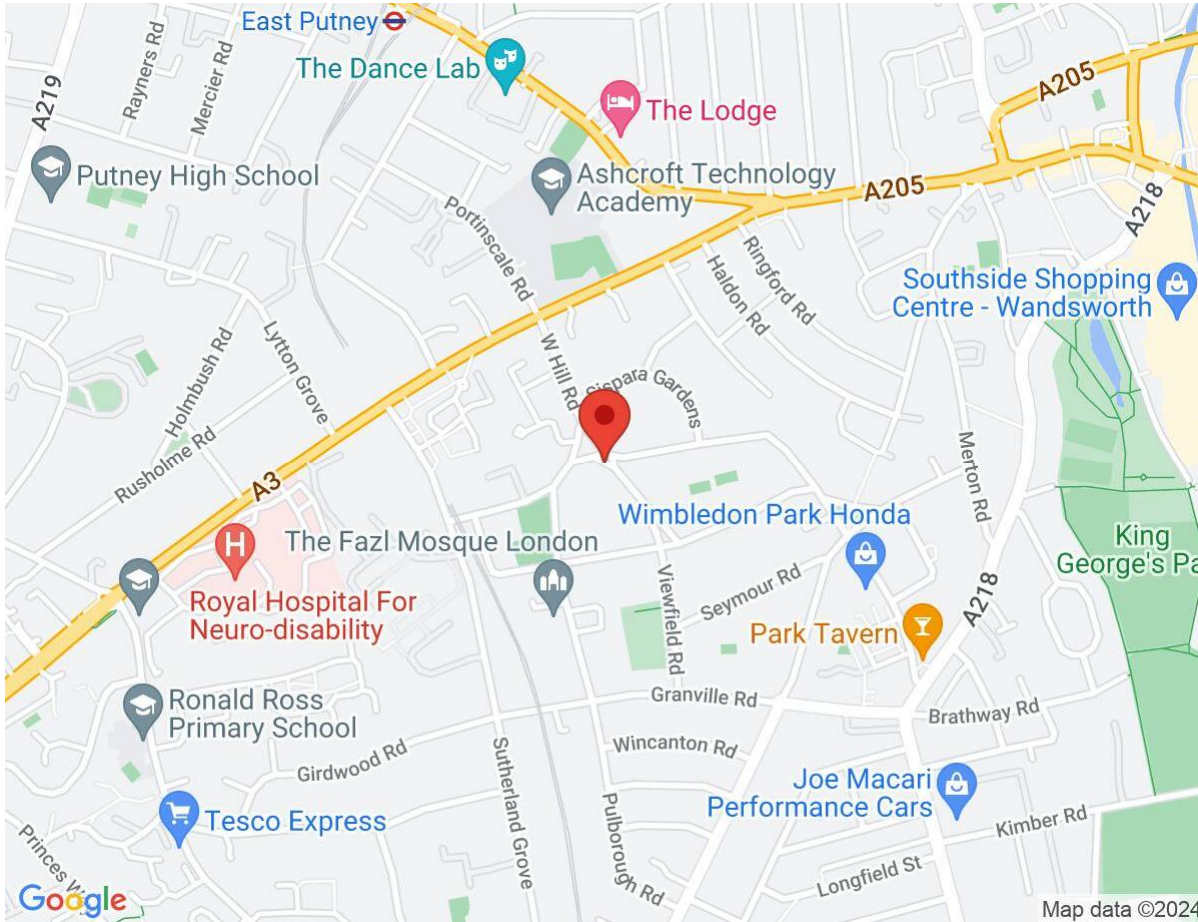 East Putney
The Dance Lab
A219
Rayners Rd
Mercier Rd
The Lodge
A205
Putney High School
Ashcroft Technology
Academy
A205
A218
Portinscale Rd
Haldon Rd
Ringford Rd
Southside Shopping
Centre - Wandsworth
Holmbush Rd
Lytton Grove
W Hill Rd
Sispara Gardens
Rusholme Rd
A3
Merton Rd
Wimbledon Park Honda
The Fazl Mosque London
H
King
George's Pa
Royal Hospital For
Neuro-disability
Viewfield Rd
Seymour Rd
A218
Park Tavern
Ronald Ross
Primary School
Granville Rd
Brathway Rd
Girdwood Rd
Wincanton Rd
Sutherland Grove
Joe Macari
Performance Cars
Tesco Express
Pulborough Rd
Kimber Rd
Princes W
Longfield St
Google
Map data ©2024